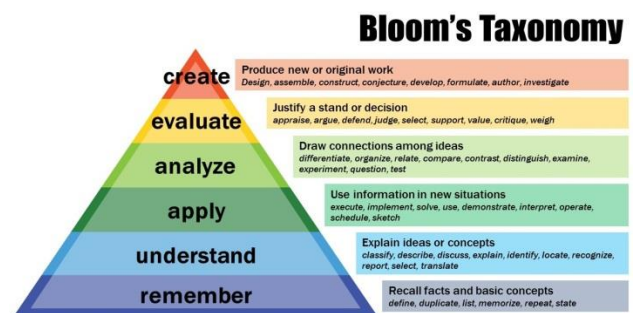 Bloom's Taxonomy
create
Produce new or original work
Design, assemble, construct, conjecture, develop, formulate, author, investigate
evaluate
Justify a stand or decision
appraise, argue, defend, judge, select, support, value, critique, weigh
analyze
Draw connections among ideas
differentiate, organize, relate, compare, contrast, distinguish, examine,
experiment, question, test
apply
Use information in new situations
execute, implement, solve, use, demonstrate, interpret, operate,
schedule, sketch
understand
Explain ideas or concepts
classify, describe, discuss, explain, identify, locate, recognize,
report, select, translate
remember
Recall facts and basic concepts
define, duplicate, list, memorize, repeat, state